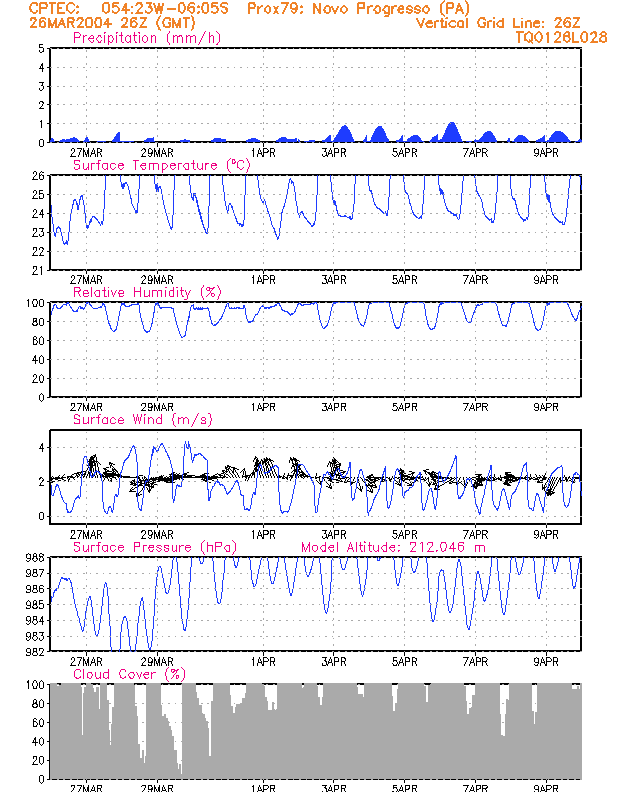 CPTEC: 054:23W-06:05S Prox79: Novo Progresso (PA)
26MAR2004 26Z (GMT) Vertical Grid Line: 26Z
Precipitation (mm/h) TQ0126L028
5
4
3
2
1
0
27MAR 29MAR 1APR 3APR 5APR 7APR 9APR
Surface Temperature (ºC)
26
25
24
23
22
21
27MAR 29MAR 1APR 3APR 5APR 7APR 9APR
Relative Humidity (%)
100
80
60
40
20
0
27MAR 29MAR 1APR 3APR 5APR 7APR 9APR
Surface Wind (m/s)
4
2
0
27MAR 29MAR 1APR 3APR 5APR 7APR 9APR
Surface Pressure (hPa) Model Altitude: 212.046 m
988
987
986
985
984
983
982
27MAR 29MAR 1APR 3APR 5APR 7APR 9APR
Cloud Cover (%)
100
80
60
40
20
0
27MAR 29MAR 1APR 3APR 5APR 7APR 9APR